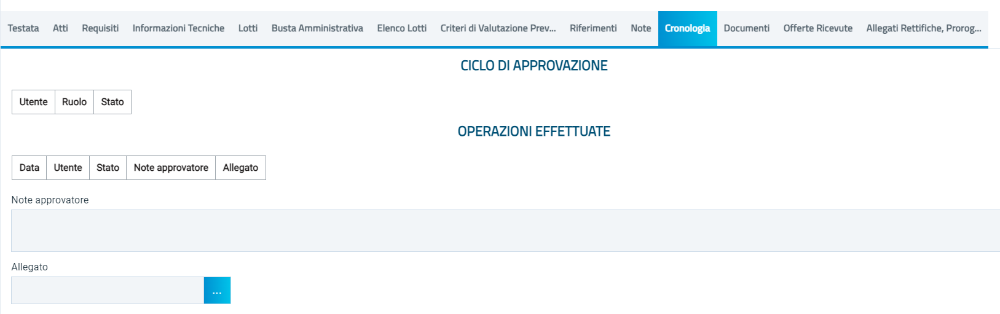 Testata Atti Requisiti Informazioni Tecniche Lotti Busta Amministrativa Elenco Lotti Criteri di Valutazione Prev... Riferimenti Note Cronologia Documenti Offerte Ricevute Allegati Rettifiche, Prorog...
CICLO DI APPROVAZIONE
Utente Ruolo Stato
OPERAZIONI EFFETTUATE
Data Utente Stato Note approvatore Allegato
Note approvatore
Allegato
...